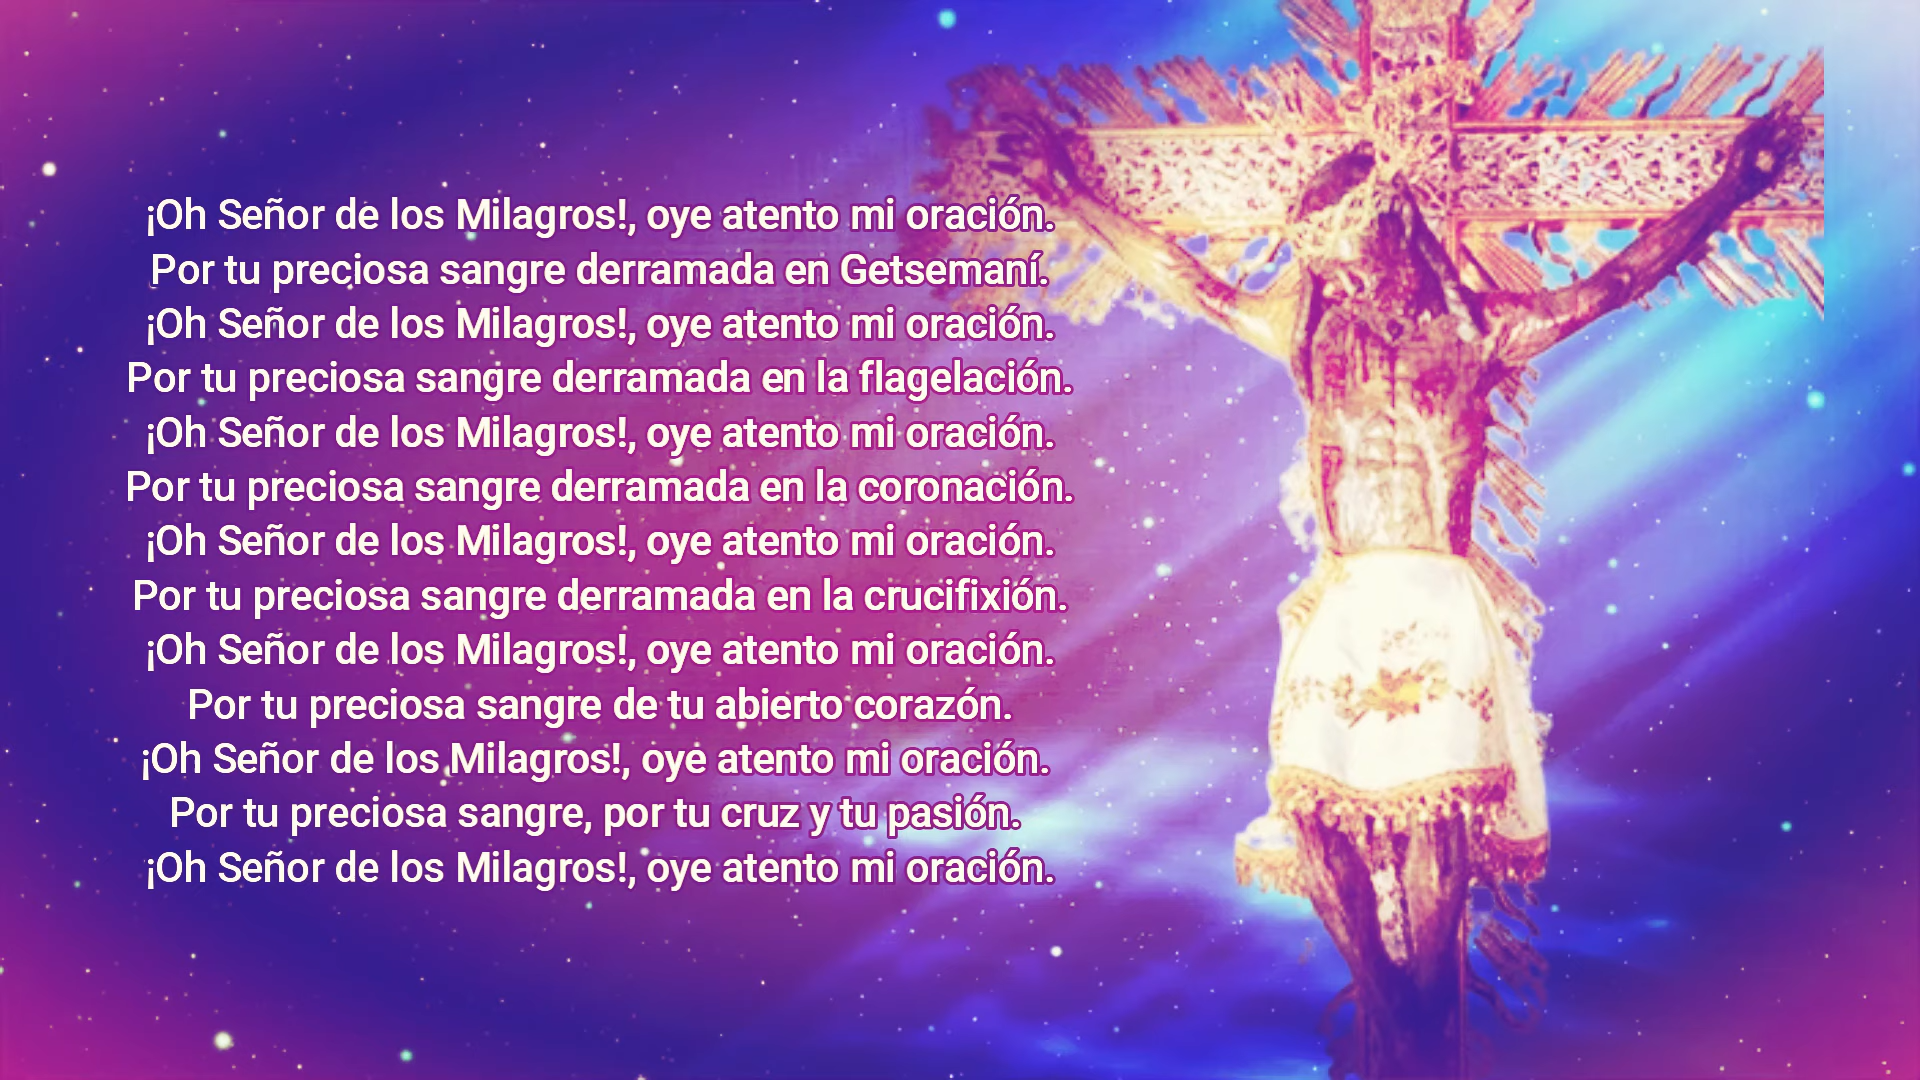 ¡Oh Señor de los Milagros!, oye atento mi oración.
Por tu preciosa sangre derramada en Getsemaní.
¡Oh Señor de los Milagros!, oye atento mi oración.
Por tu preciosa sangre derramada en la flagelación.
¡Oh Señor de los Milagros!, oye atento mi oración.
Por tu preciosa sangre derramada en la coronación.
¡Oh Señor de los Milagros!, oye atento mi oración.
Por tu preciosa sangre derramada en la crucifixión.
¡Oh Señor de los Milagros!, oye atento mi oración.
Por tu preciosa sangre de tu abierto corazón.
¡Oh Señor de los Milagros!, oye atento mi oración.
Por tu preciosa sangre, por tu cruz y tu pasión.
¡Oh Señor de los Milagros!, oye atento mi oración.